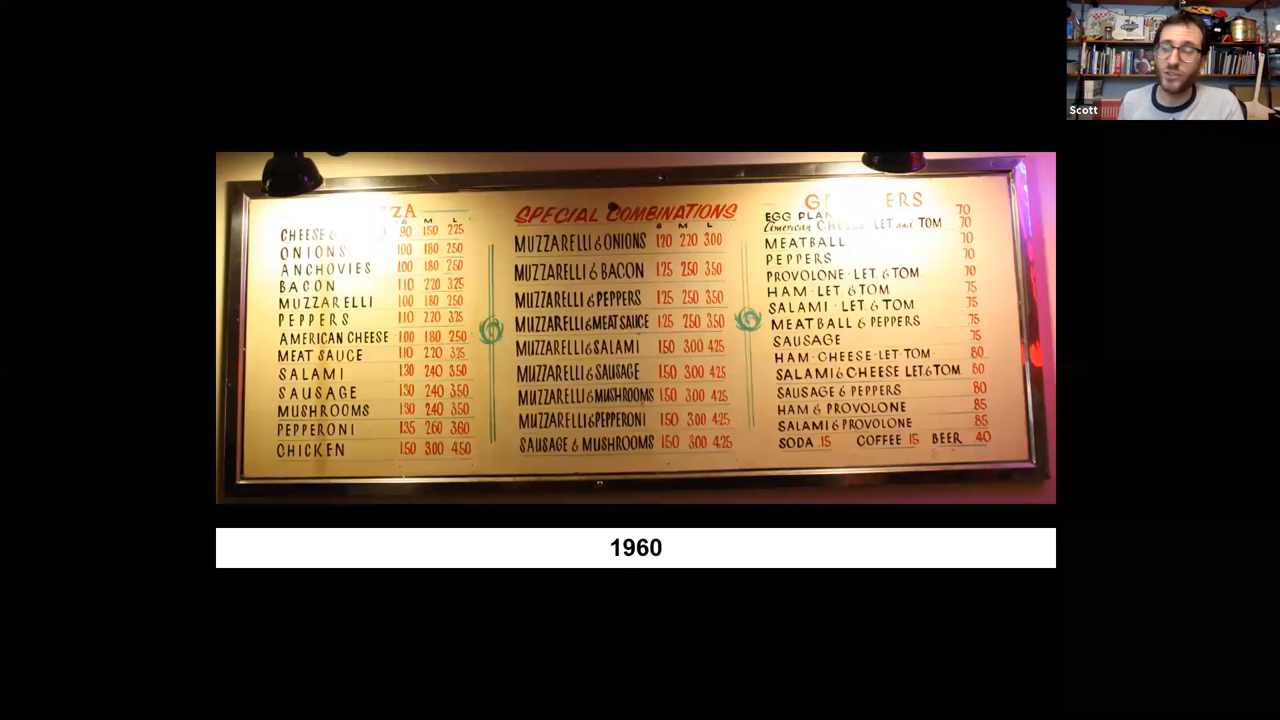 Scott
SPECIAL COMBINATIONS
S M L
MUZZARELLI & ONIONS 120 220 300
MUZZARELLI & BACON 125 250 350
MUZZARELLI & PEPPERS 125 250 350
MUZZARELLI & MEAT SAUCE 125 250 350
MUZZARELLI & SALAMI 150 300 425
MUZZARELLI & SAUSAGE 150 300 425
MUZZARELLI & MUSHROOMS 150 300 425
MUZZARELLI & PEPPERONI 150 300 425
SAUSAGE & MUSHROOMS 150 300 425
M L
CHEESE 90 150 225
ONIONS 100 180 250
ANCHOVIES 100 180 250
BACON 110 220 325
MUZZARELLI 100 180 250
PEPPERS 110 220 325
AMERICAN CHEESE 100 180 250
MEAT SAUCE 110 220 325
SALAMI 130 240 350
SAUSAGE 130 240 350
MUSHROOMS 130 240 350
PEPPERONI 135 260 360
CHICKEN 150 300 450
EGG 70
American LET and TOM 70
MEATBALL 70
PEPPERS 70
PROVOLONE · LET. & TOM 70
HAM · LET. & TOM 75
SALAMI · LET & TOM 75
MEATBALL & PEPPERS .75
SAUSAGE .75
HAM · CHEESE · LET · TOM · 80
SALAMI & CHEESE LET & TOM 80
SAUSAGE & PEPPERS 80
HAM & PROVOLONE 85
SALAMI & PROVOLONE 85
SODA .15 COFFEE 15 BEER 40
1960